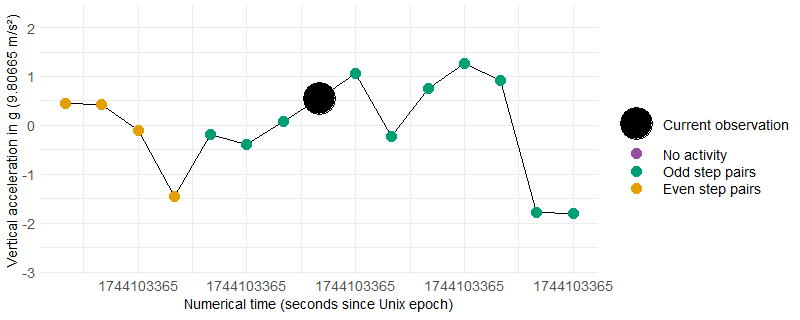 Vertical acceleration in g (9.80665 m/s²)
2
1
0
-1
-2
-3
1744103365 1744103365 1744103365 1744103365 1744103365
Numerical time (seconds since Unix epoch)
Current observation
No activity
Odd step pairs
Even step pairs